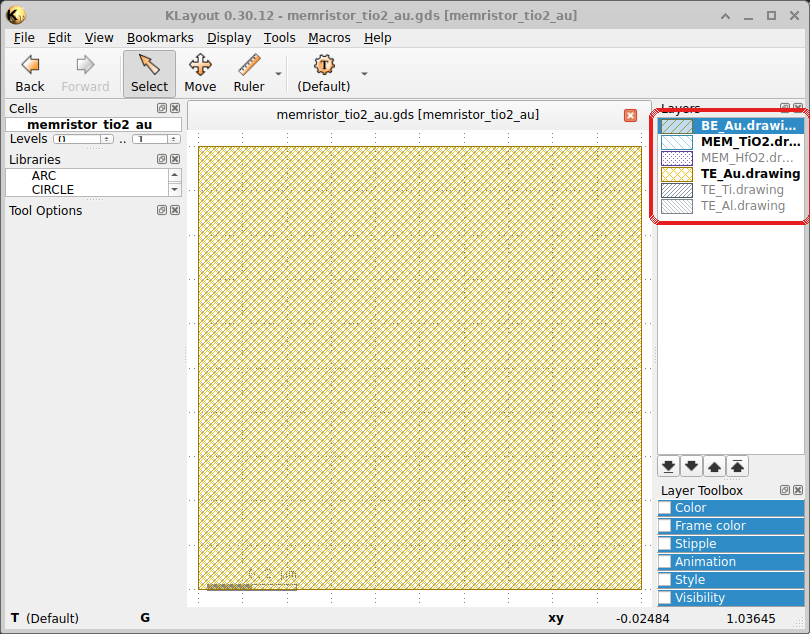 KLayout 0.30.12 - memristor_tio2_au.gds [memristor_tio2_au]
File Edit View Bookmarks Display Tools Macros Help
Back Forward Select Move Ruler T (Default)
Cells
memristor_tio2_au
Levels 0 .. 1
Libraries
ARC
CIRCLE
Tool Options
memristor_tio2_au.gds [memristor_tio2_au]
Layers
BE_Au.drawi...
MEM_TiO2.dr...
MEM_HfO2.dr...
TE_Au.drawing
TE_Ti.drawing
TE_Al.drawing
Layer Toolbox
Color
Frame color
Stipple
Animation
Style
Visibility
T (Default) G xy -0.02484 1.03645